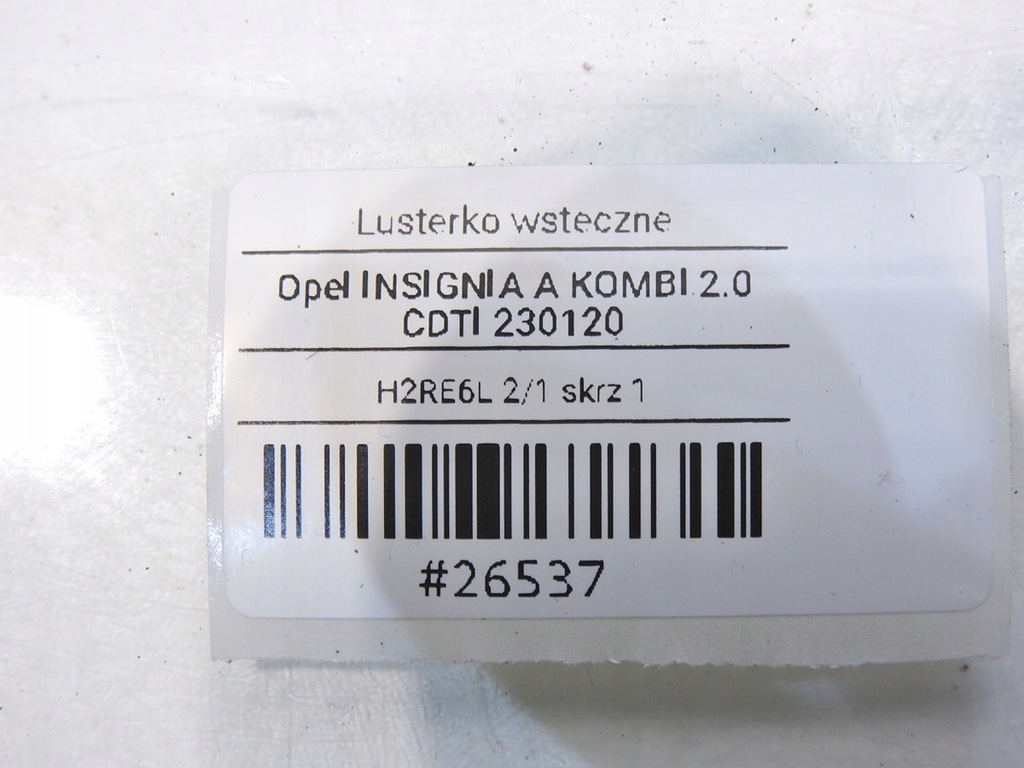 Lusterko wsteczne
Opel INSIGNIA A KOMBI 2.0
CDTI 230120
H2RE6L 2/1 skrz 1
#26537